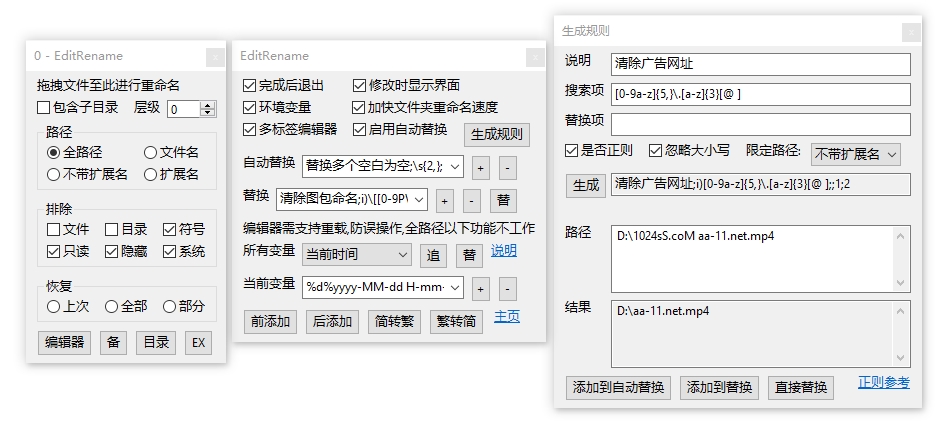 0 - EditRename
拖拽文件至此进行重命名
包含子目录 层级 0
路径
全路径 文件名
不带扩展名 扩展名
排除
文件 目录 符号
只读 隐藏 系统
恢复
上次 全部 部分
编辑器 备 目录 EX
EditRename
完成后退出 修改时显示界面
环境变量 加快文件夹重命名速度
多标签编辑器 启用自动替换 生成规则
自动替换 替换多个空白为空;\s{2,}; + -
替换 清除图包命名;i)\[[0-9P\ + - 替
编辑器需支持重载,防误操作,全路径以下功能不工作
所有变量 当前时间 追 替 说明
当前变量 %d%yyyy-MM-dd H-mm- + -
前添加 后添加 简转繁 繁转简 主页
生成规则
说明 清除广告网址
搜索项 [0-9a-z]{5,}\.[a-z]{3}[@ ]
替换项
是否正则 忽略大小写 限定路径: 不带扩展名
生成 清除广告网址;i)[0-9a-z]{5,}\.[a-z]{3}[@ ];;1;2
路径 D:\1024sS.coM aa-11.net.mp4
结果 D:\aa-11.net.mp4
添加到自动替换 添加到替换 直接替换 正则参考